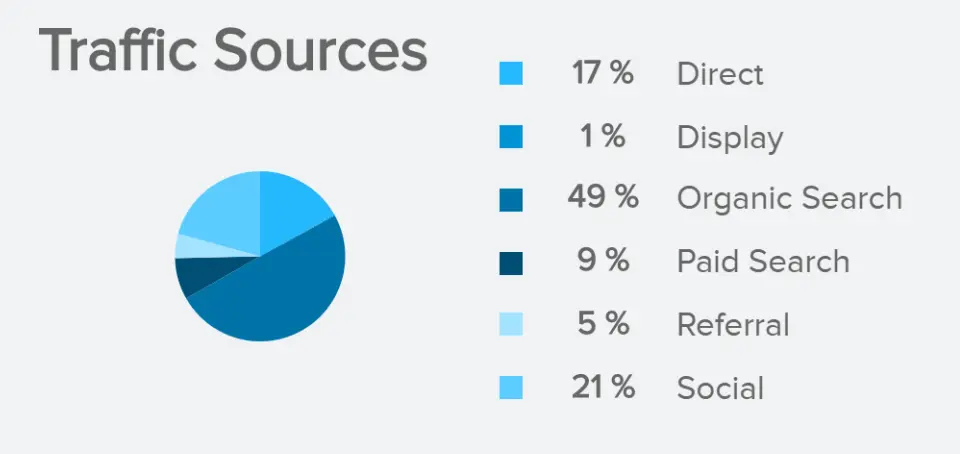 Traffic Sources
17 % Direct
1 % Display
49 % Organic Search
9 % Paid Search
5 % Referral
21 % Social